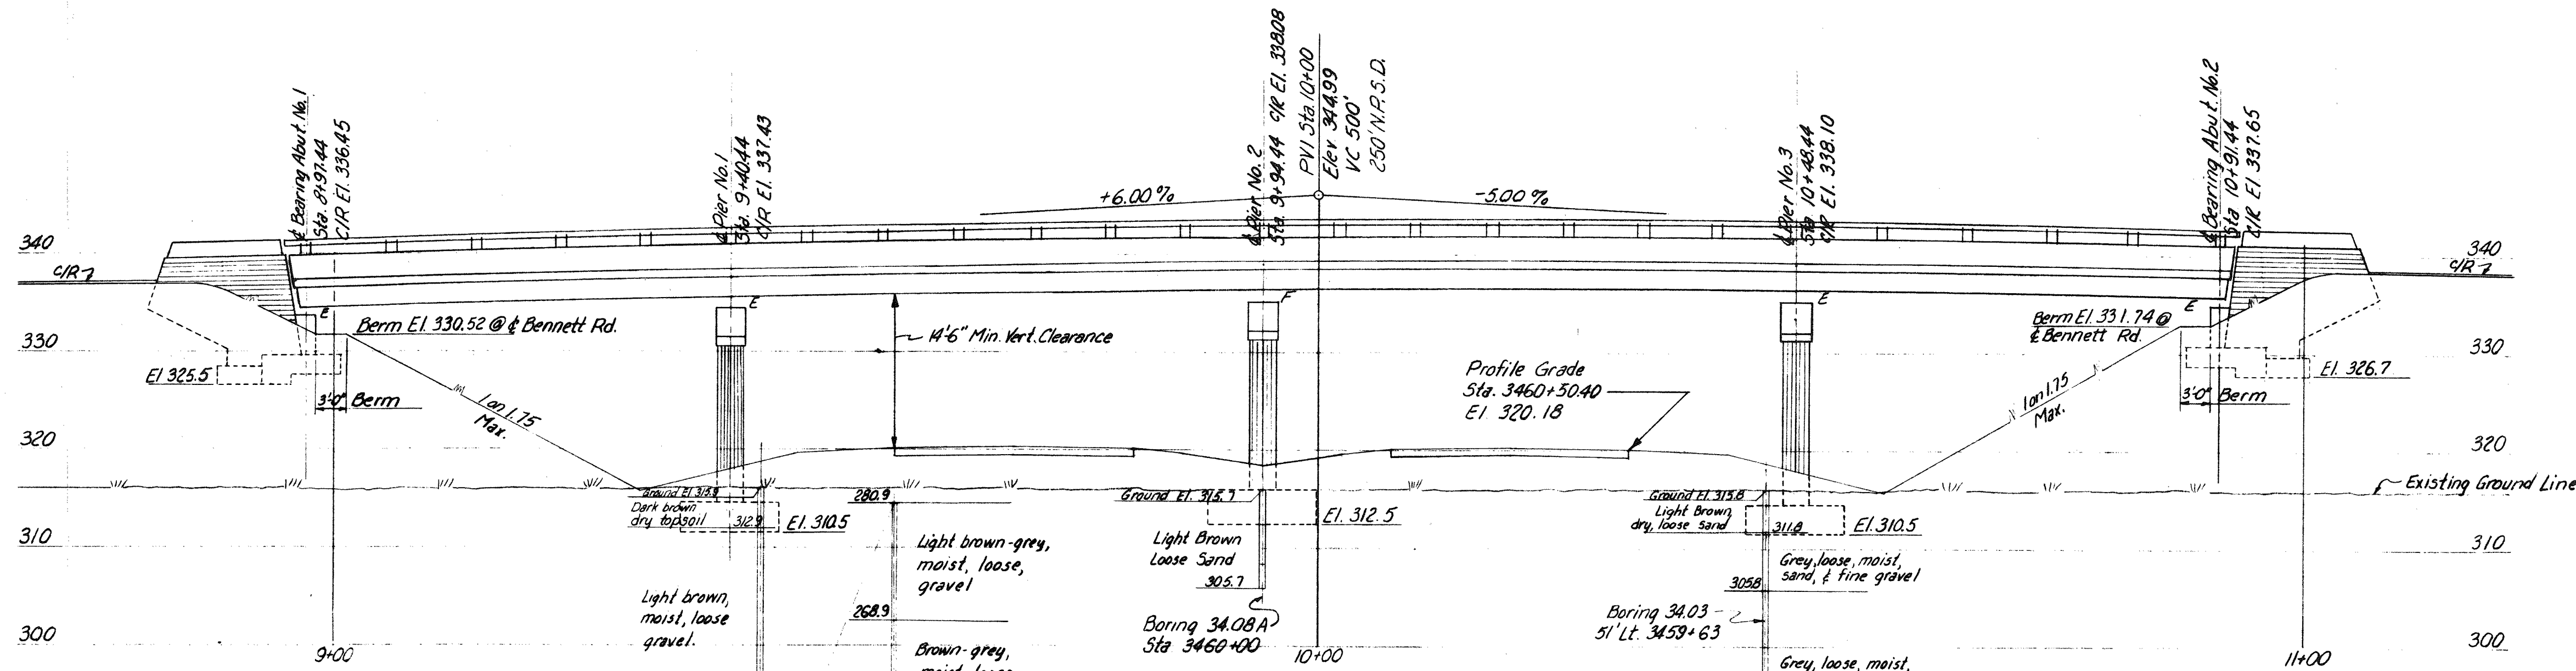 ₵ Bearing Abut. No.1
Sta. 8+97.44
C/R El. 336.45
₵ Pier No.1
Sta. 9+40.44
C/R El. 337.43
₵ Pier No. 2
Sta. 9+94.44 C/R El. 338.08
PVI Sta. 10+00
Elev 344.99
VC 500'
250' N.P.S.D.
₵ Pier No.3
Sta 10+48.44
C/R El. 338.10
₵ Bearing Abut. No.2
Sta 10+91.44
C/R El 337.65
+6.00%
-5.00%
340
340
C/R
C/R
E
E
F
E
E
Berm El. 330.52 @ ₵ Bennett Rd.
Berm El. 331.74 @
₵ Bennett Rd.
14'6" Min. Vert. Clearance
330
330
El 325.5
El. 326.7
3'-0" Berm
3'-0" Berm
1 on 1.75
Max.
1 on 1.75
Max.
Profile Grade
Sta. 3460+50.40
El. 320.18
320
320
Existing Ground Line
Ground El 315.9
Dark brown
dry topsoil
312.9
El. 310.5
280.9
Ground El. 315.7
El. 312.5
Ground El. 315.8
Light Brown,
dry, loose sand
311.8
El. 310.5
310
310
Light brown-grey,
moist, loose,
gravel
Light Brown
Loose Sand
305.7
Grey, loose, moist,
sand, & fine gravel
305.8
Light brown,
moist, loose
gravel.
268.9
Boring 34.08A
Sta 3460+00
Boring 34.03
51' Lt. 3459+63
300
300
Brown-grey,
moist, loose
Grey, loose, moist,
9+00
10+00
11+00